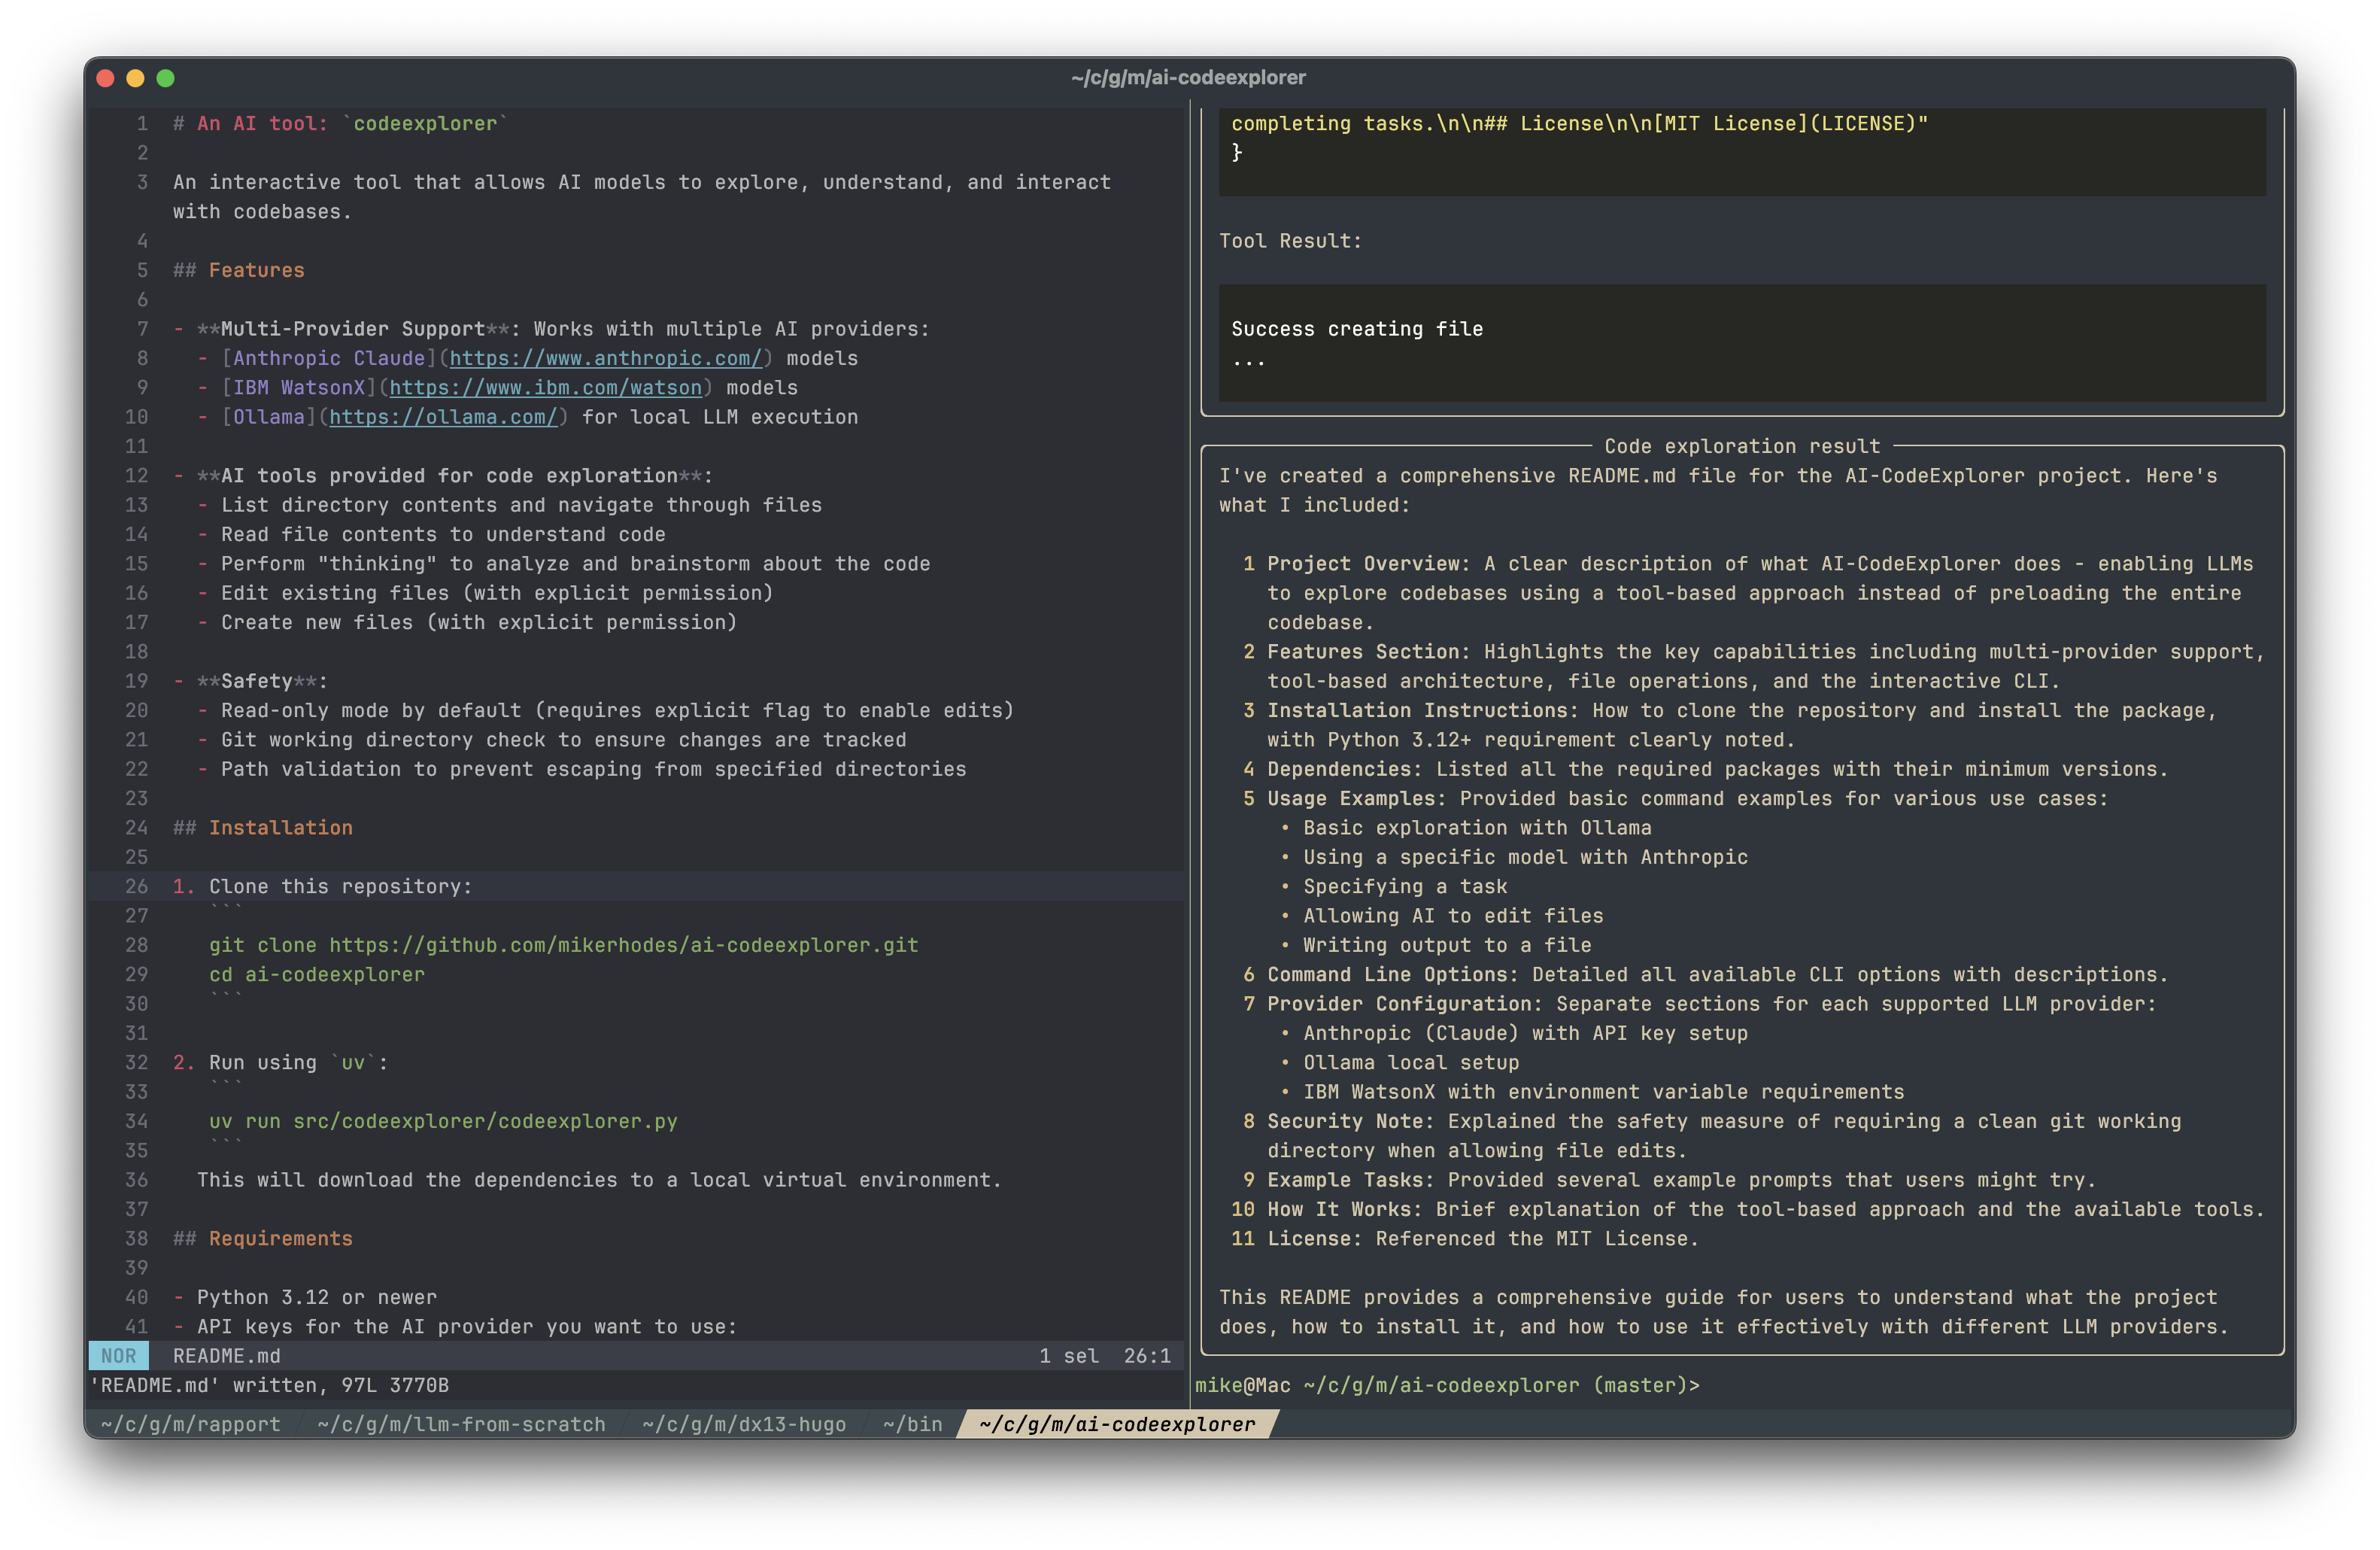 ~/c/g/m/ai-codeexplorer
1 # An AI tool: `codeexplorer`
2
3 An interactive tool that allows AI models to explore, understand, and interact
with codebases.
4
5 ## Features
6
7 - **Multi-Provider Support**: Works with multiple AI providers:
8 - [Anthropic Claude](https://www.anthropic.com/) models
9 - [IBM WatsonX](https://www.ibm.com/watson) models
10 - [Ollama](https://ollama.com/) for local LLM execution
11
12 - **AI tools provided for code exploration**:
13 - List directory contents and navigate through files
14 - Read file contents to understand code
15 - Perform "thinking" to analyze and brainstorm about the code
16 - Edit existing files (with explicit permission)
17 - Create new files (with explicit permission)
18
19 - **Safety**:
20 - Read-only mode by default (requires explicit flag to enable edits)
21 - Git working directory check to ensure changes are tracked
22 - Path validation to prevent escaping from specified directories
23
24 ## Installation
25
26 1. Clone this repository:
27 ```
28 git clone https://github.com/mikerhodes/ai-codeexplorer.git
29 cd ai-codeexplorer
30 ```
31
32 2. Run using `uv`:
33 ```
34 uv run src/codeexplorer/codeexplorer.py
35 ```
36 This will download the dependencies to a local virtual environment.
37
38 ## Requirements
39
40 - Python 3.12 or newer
41 - API keys for the AI provider you want to use:
NOR README.md 1 sel 26:1
'README.md' written, 97L 3770B
completing tasks.\n\n## License\n\n[MIT License](LICENSE)"
}
Tool Result:
Success creating file
...
Code exploration result
I've created a comprehensive README.md file for the AI-CodeExplorer project. Here's
what I included:
1 Project Overview: A clear description of what AI-CodeExplorer does - enabling LLMs
to explore codebases using a tool-based approach instead of preloading the entire
codebase.
2 Features Section: Highlights the key capabilities including multi-provider support,
tool-based architecture, file operations, and the interactive CLI.
3 Installation Instructions: How to clone the repository and install the package,
with Python 3.12+ requirement clearly noted.
4 Dependencies: Listed all the required packages with their minimum versions.
5 Usage Examples: Provided basic command examples for various use cases:
• Basic exploration with Ollama
• Using a specific model with Anthropic
• Specifying a task
• Allowing AI to edit files
• Writing output to a file
6 Command Line Options: Detailed all available CLI options with descriptions.
7 Provider Configuration: Separate sections for each supported LLM provider:
• Anthropic (Claude) with API key setup
• Ollama local setup
• IBM WatsonX with environment variable requirements
8 Security Note: Explained the safety measure of requiring a clean git working
directory when allowing file edits.
9 Example Tasks: Provided several example prompts that users might try.
10 How It Works: Brief explanation of the tool-based approach and the available tools.
11 License: Referenced the MIT License.
This README provides a comprehensive guide for users to understand what the project
does, how to install it, and how to use it effectively with different LLM providers.
mike@Mac ~/c/g/m/ai-codeexplorer (master)>
~/c/g/m/rapport ~/c/g/m/llm-from-scratch ~/c/g/m/dx13-hugo ~/bin ~/c/g/m/ai-codeexplorer